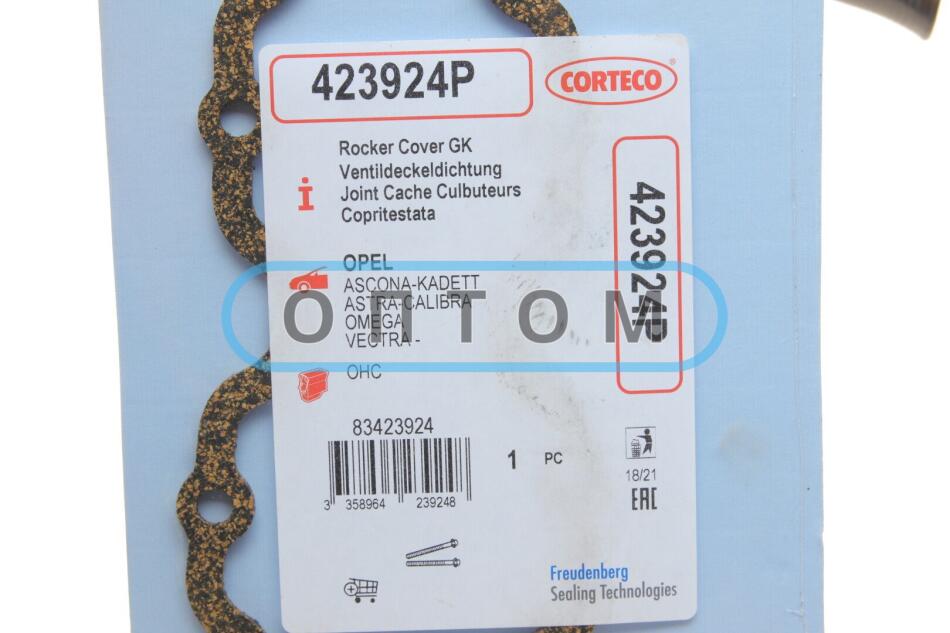 423924P
CORTECO®
Rocker Cover GK
Ventildeckeldichtung
Joint Cache Culbuteurs
Copritestata
423924P
OPEL
ASCONA-KADETT
ASTRA-CALIBRA
OMEGA
VECTRA -
ОПТОМ
OHC
83423924
3 358964 239248
1 PC
18/21
EAC
Freudenberg
Sealing Technologies